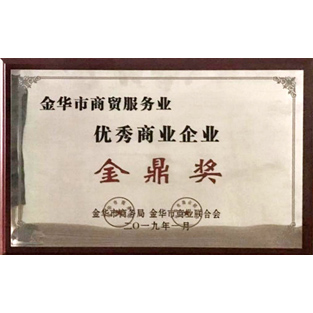 金华市商贸服务业
优秀商业企业
金鼎奖
金华市商务局 金华市商业联合会
二〇一九年一月